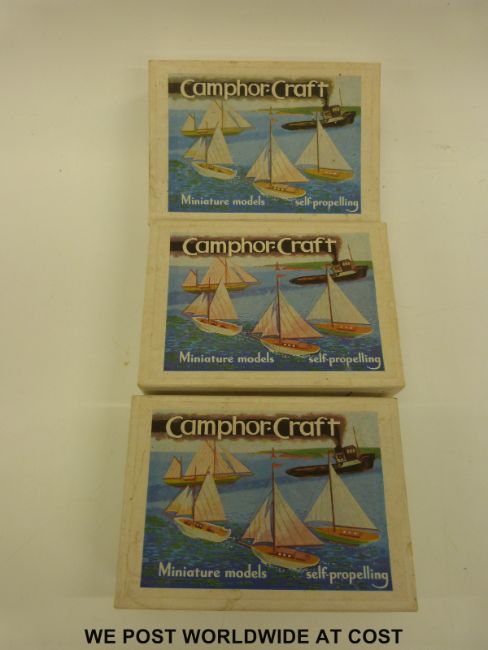 Camphor-Craft
Miniature models self-propelling
Camphor-Craft
Miniature models self-propelling
Camphor-Craft
Miniature models self-propelling
WE POST WORLDWIDE AT COST